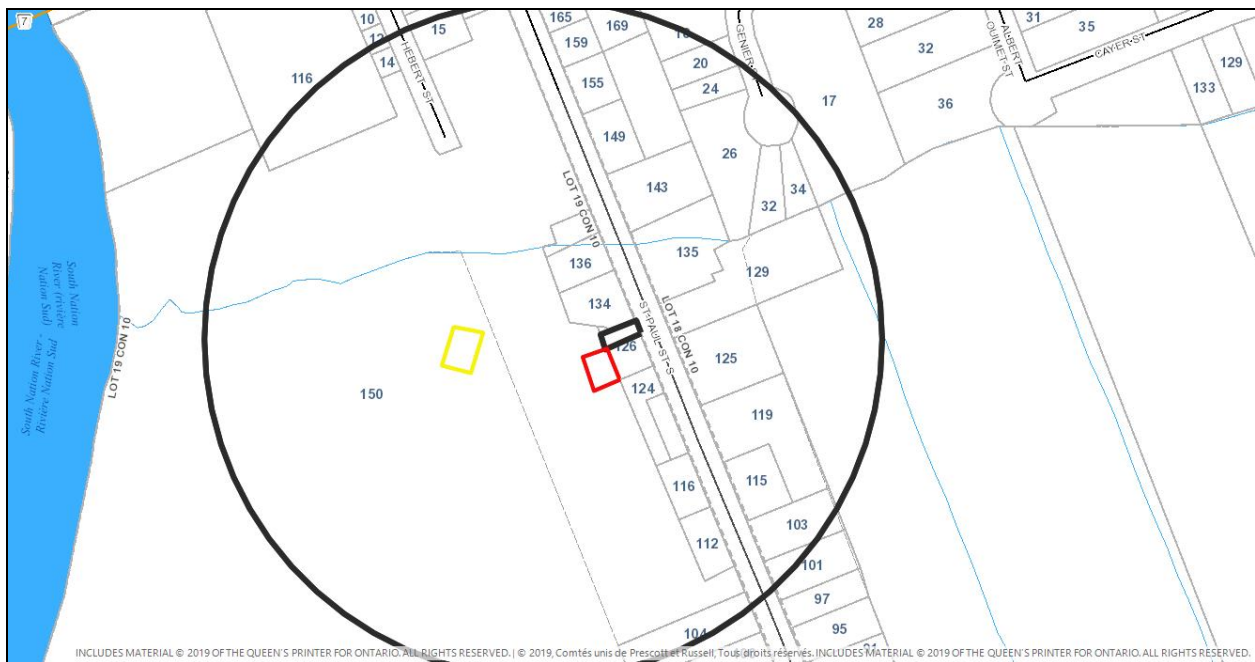 7
10
12
14
15
116
HEBERT ST
165
159
155
149
169
143
20
24
26
GENIER
17
28
32
36
32
34
31
35
ALBERT
OUIMET ST
CAYER ST
133
129
LOT 19 CON 10
136
134
135
129
ST PAUL ST S
LOT 18 CON 10
126
124
125
119
115
116
112
103
101
97
95
104
150
LOT 19 CON 10
South Nation
River (rivière
Nation Sud)
South Nation River -
Rivière Nation Sud
INCLUDES MATERIAL © 2019 OF THE QUEEN'S PRINTER FOR ONTARIO. ALL RIGHTS RESERVED. | © 2019, Comtés unis de Prescott et Russell, Tous droits réservés. INCLUDES MATERIAL © 2019 OF THE QUEEN'S PRINTER FOR ONTARIO. ALL RIGHTS RESERVED.